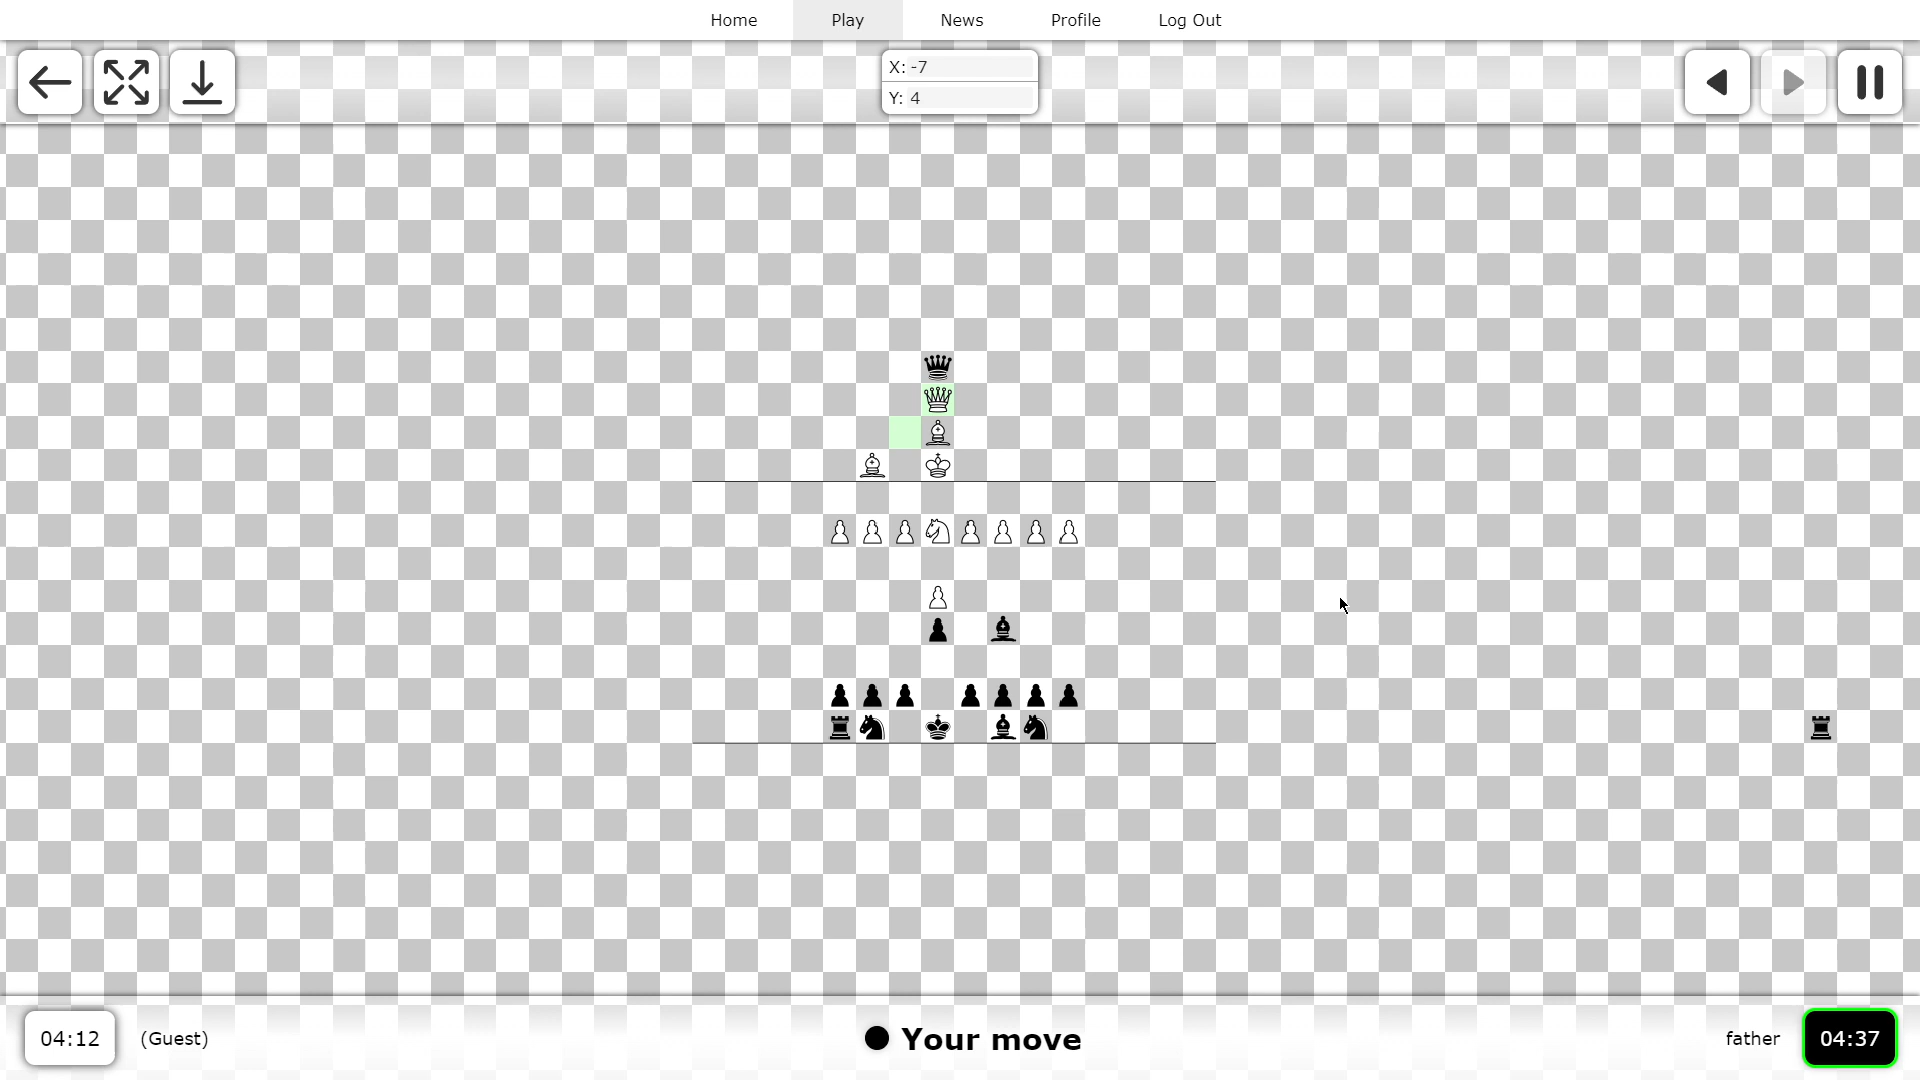 Home Play News Profile Log Out
X: -7
Y: 4
04:12 (Guest) Your move father 04:37